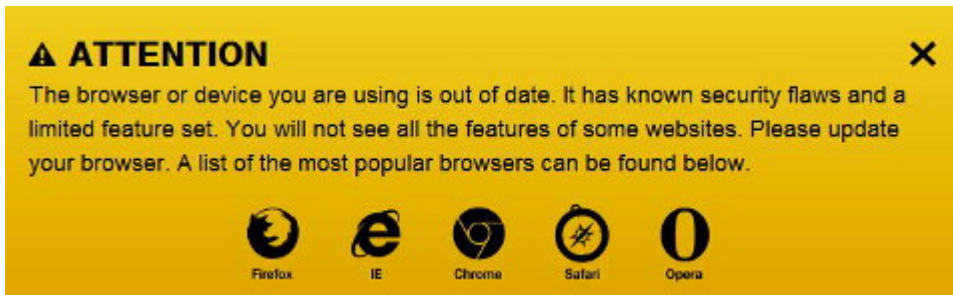 ATTENTION
The browser or device you are using is out of date. It has known security flaws and a
limited feature set. You will not see all the features of some websites. Please update
your browser. A list of the most popular browsers can be found below.
Firefox IE Chrome Safari Opera